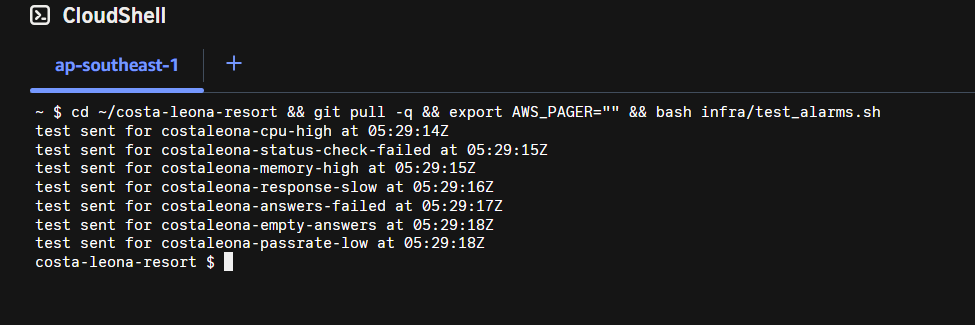 CloudShell
ap-southeast-1 +
~ $ cd ~/costa-leona-resort && git pull -q && export AWS_PAGER="" && bash infra/test_alarms.sh
test sent for costaleona-cpu-high at 05:29:14Z
test sent for costaleona-status-check-failed at 05:29:15Z
test sent for costaleona-memory-high at 05:29:15Z
test sent for costaleona-response-slow at 05:29:16Z
test sent for costaleona-answers-failed at 05:29:17Z
test sent for costaleona-empty-answers at 05:29:18Z
test sent for costaleona-passrate-low at 05:29:18Z
costa-leona-resort $